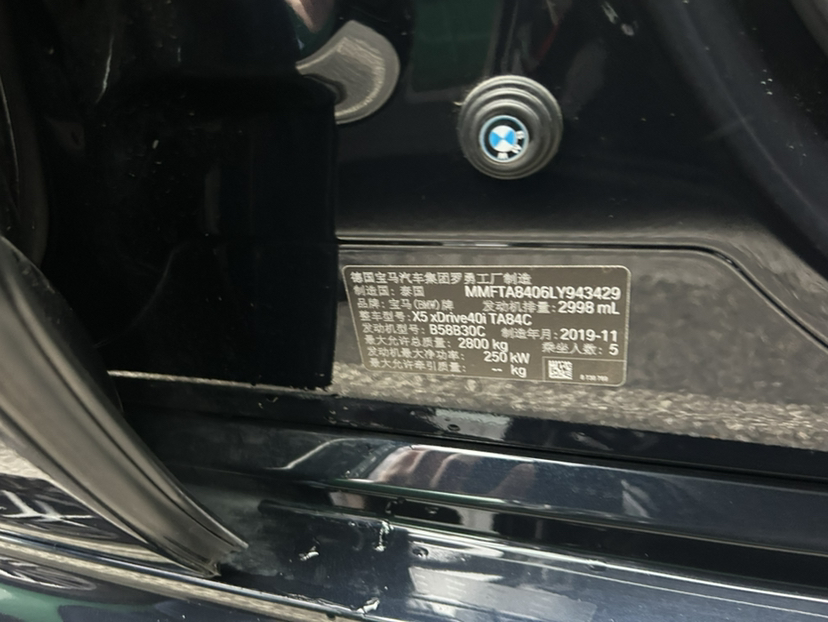 德国宝马汽车集团罗勇工厂制造
制造国：泰国 MMFTA8406LY943429
品牌：宝马(BMW)牌 发动机排量：2998 mL
整车型号：X5 xDrive40i TA84C
发动机型号：B58B30C 制造年月：2019-11
最大允许总质量：2800 kg 乘坐人数：5
发动机最大净功率：250 kW
最大允许牵引质量：-- kg